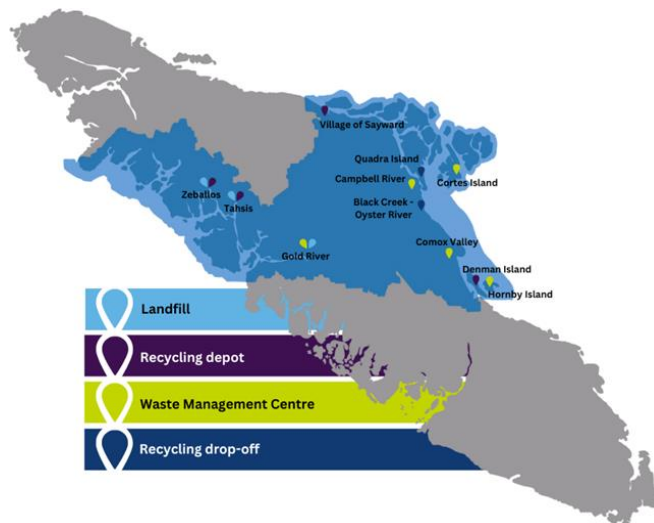 Village of Sayward
Quadra Island
Campbell River
Cortes Island
Zeballos
Tahsis
Black Creek -
Oyster River
Gold River
Comox Valley
Denman Island
Hornby Island
Landfill
Recycling depot
Waste Management Centre
Recycling drop-off